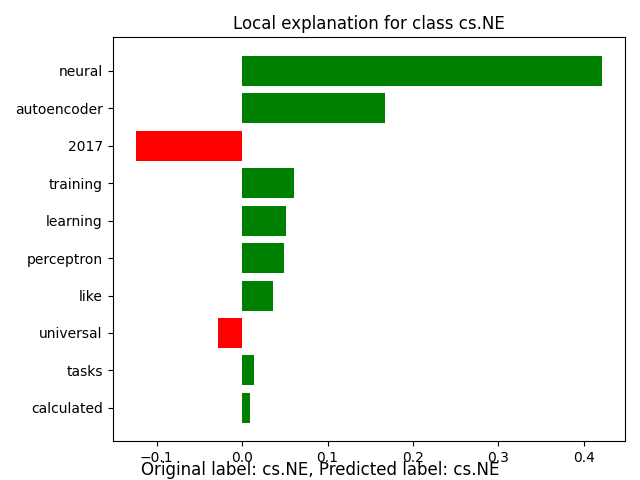 Local explanation for class cs.NE
neural
autoencoder
2017
training
learning
perceptron
like
universal
tasks
calculated
−0.1 0.0 0.1 0.2 0.3 0.4
Original label: cs.NE, Predicted label: cs.NE